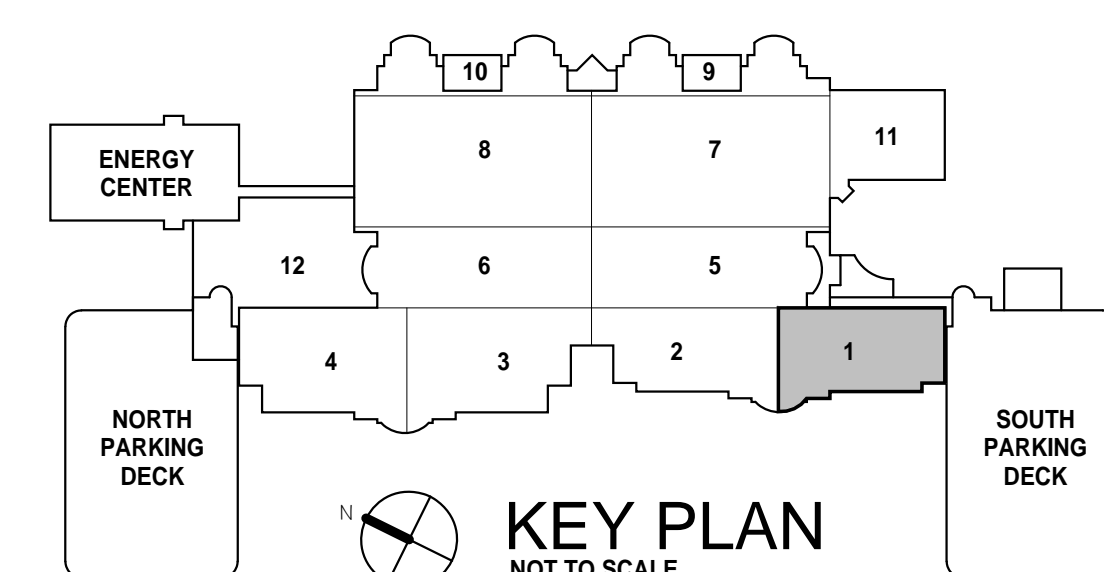 10
9
8
7
11
ENERGY
CENTER
12
6
5
4
3
2
1
NORTH
PARKING
DECK
SOUTH
PARKING
DECK
N
KEY PLAN
NOT TO SCALE